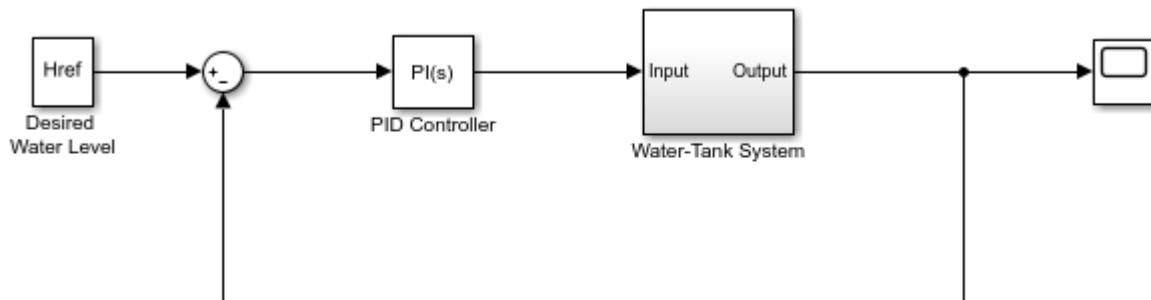 Href
Desired
Water Level
+
-
PI(s)
PID Controller
Input
Output
Water-Tank System